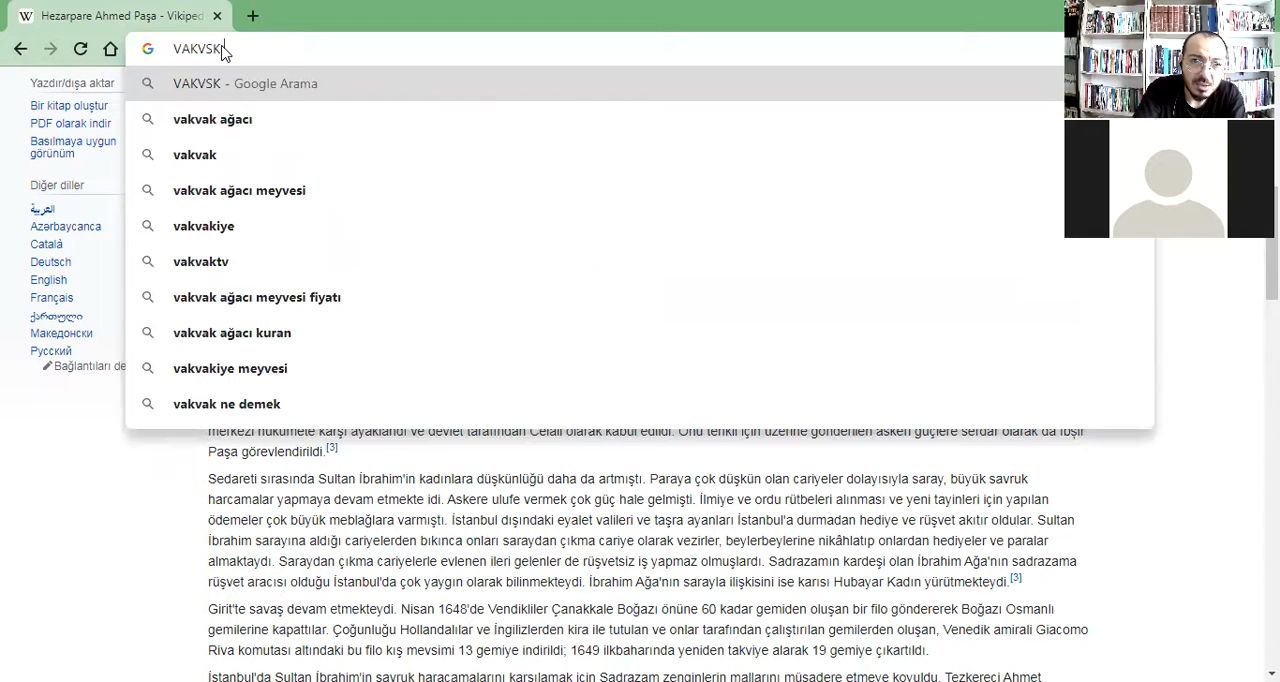 Hezarpare Ahmed Paşa - Vikiped
VAKVSK
VAKVSK - Google Arama
vakvak ağacı
vakvak
vakvak ağacı meyvesi
vakvakiye
vakvaktv
vakvak ağacı meyvesi fiyatı
vakvak ağacı kuran
vakvakiye meyvesi
vakvak ne demek
Yazdır/dışa aktar
Bir kitap oluştur
PDF olarak indir
Basılmaya uygun
görünüm
Diğer diller
العربية
Azərbaycanca
Català
Deutsch
English
Français
ქართული
Македонски
Русский
Bağlantıları de
merkezi hükümete karşı ayaklandı ve devlet tarafından Celali olarak kabul edildi. Onu tenkil için üzerine gönderilen askeri güçlere serdar olarak da İbşir
Paşa görevlendirildi.[3]
Sedareti sırasında Sultan İbrahim'in kadınlara düşkünlüğü daha da artmıştı. Paraya çok düşkün olan cariyeler dolayısıyla saray, büyük savruk
harcamalar yapmaya devam etmekte idi. Askere ulufe vermek çok güç hale gelmişti. İlmiye ve ordu rütbeleri alınması ve yeni tayinleri için yapılan
ödemeler çok büyük meblağlara varmıştı. İstanbul dışındaki eyalet valileri ve taşra ayanları İstanbul'a durmadan hediye ve rüşvet akıtır oldular. Sultan
İbrahim sarayına aldığı cariyelerden bıkınca onları saraydan çıkma cariye olarak vezirler, beylerbeylerine nikâhlatıp onlardan hediyeler ve paralar
almaktaydı. Saraydan çıkma cariyelerle evlenen ileri gelenler de rüşvetsiz iş yapmaz olmuşlardı. Sadrazamın kardeşi olan İbrahim Ağa'nın sadrazama
rüşvet aracısı olduğu İstanbul'da çok yaygın olarak bilinmekteydi. İbrahim Ağa'nın sarayla ilişkisini ise karısı Hubayar Kadın yürütmekteydi.[3]
Girit'te savaş devam etmekteydi. Nisan 1648'de Vendikliler Çanakkale Boğazı önüne 60 kadar gemiden oluşan bir filo göndererek Boğazı Osmanlı
gemilerine kapattılar. Çoğunluğu Hollandalılar ve İngilizlerden kira ile tutulan ve onlar tarafından çalıştırılan gemilerden oluşan, Venedik amirali Giacomo
Riva komutası altındaki bu filo kış mevsimi 13 gemiye indirildi; 1649 ilkbaharında yeniden takviye alarak 19 gemiye çıkartıldı.
İstanbul'da Sultan İbrahim'in savruk haracamalarını karşılamak için Sadrazam zenginlerin mallarını müsadere etmeye koyuldu. Tezkereci Ahmet